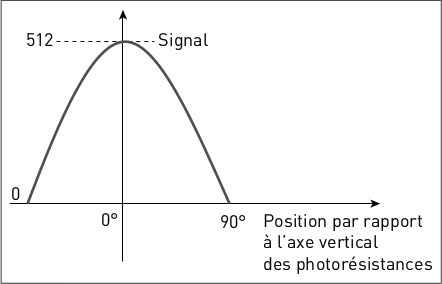 512 Signal
0
0° 90° Position par rapport
à l'axe vertical
des photorésistances